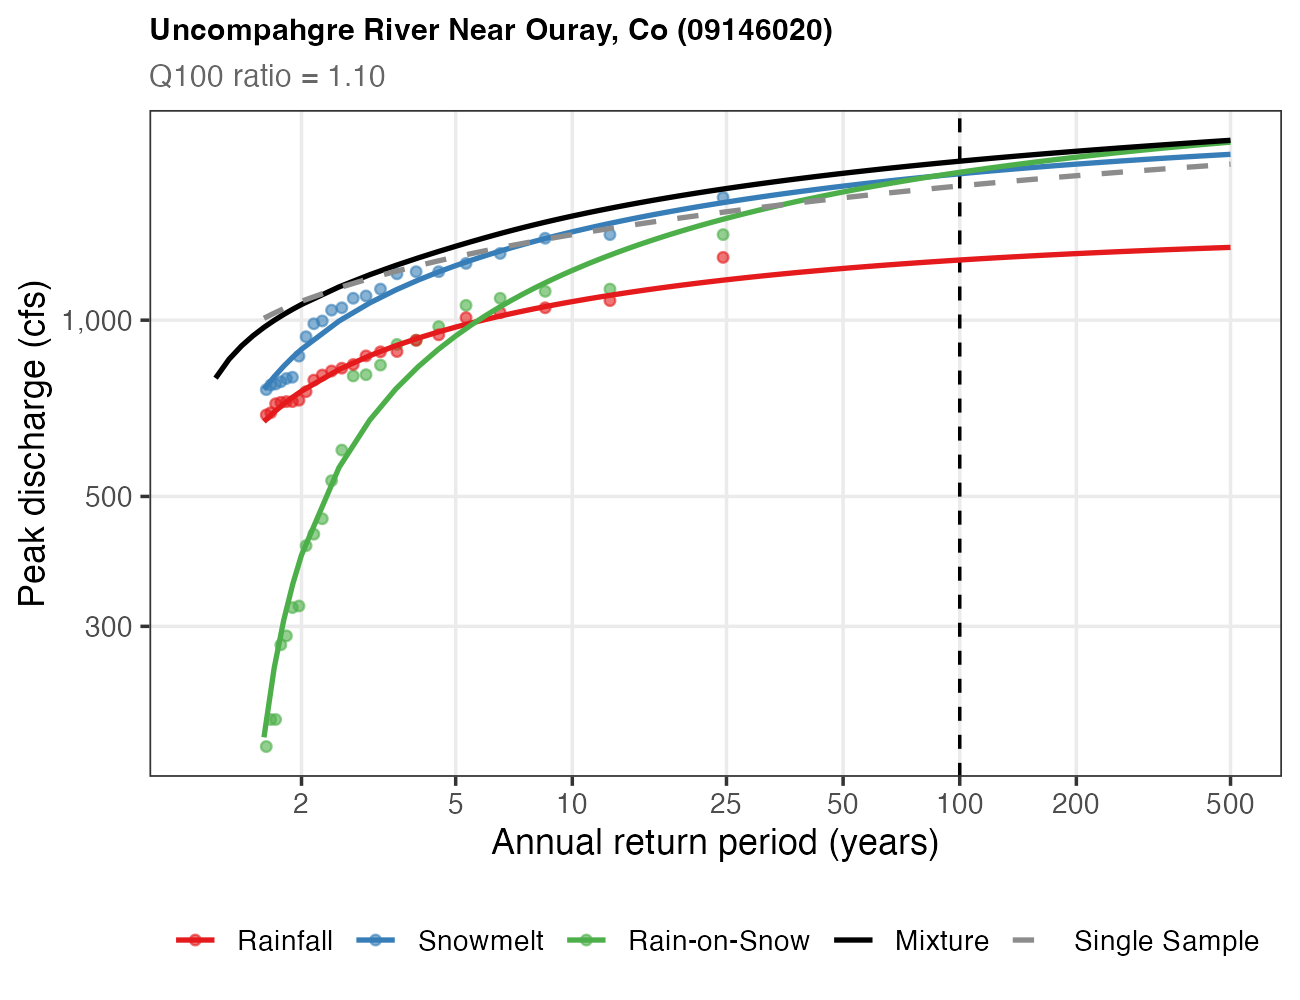 Uncompahgre River Near Ouray, Co (09146020)
Q100 ratio = 1.10
Peak discharge (cfs)
1,000
500
300
2 5 10 25 50 100 200 500
Annual return period (years)
Rainfall Snowmelt Rain-on-Snow Mixture Single Sample